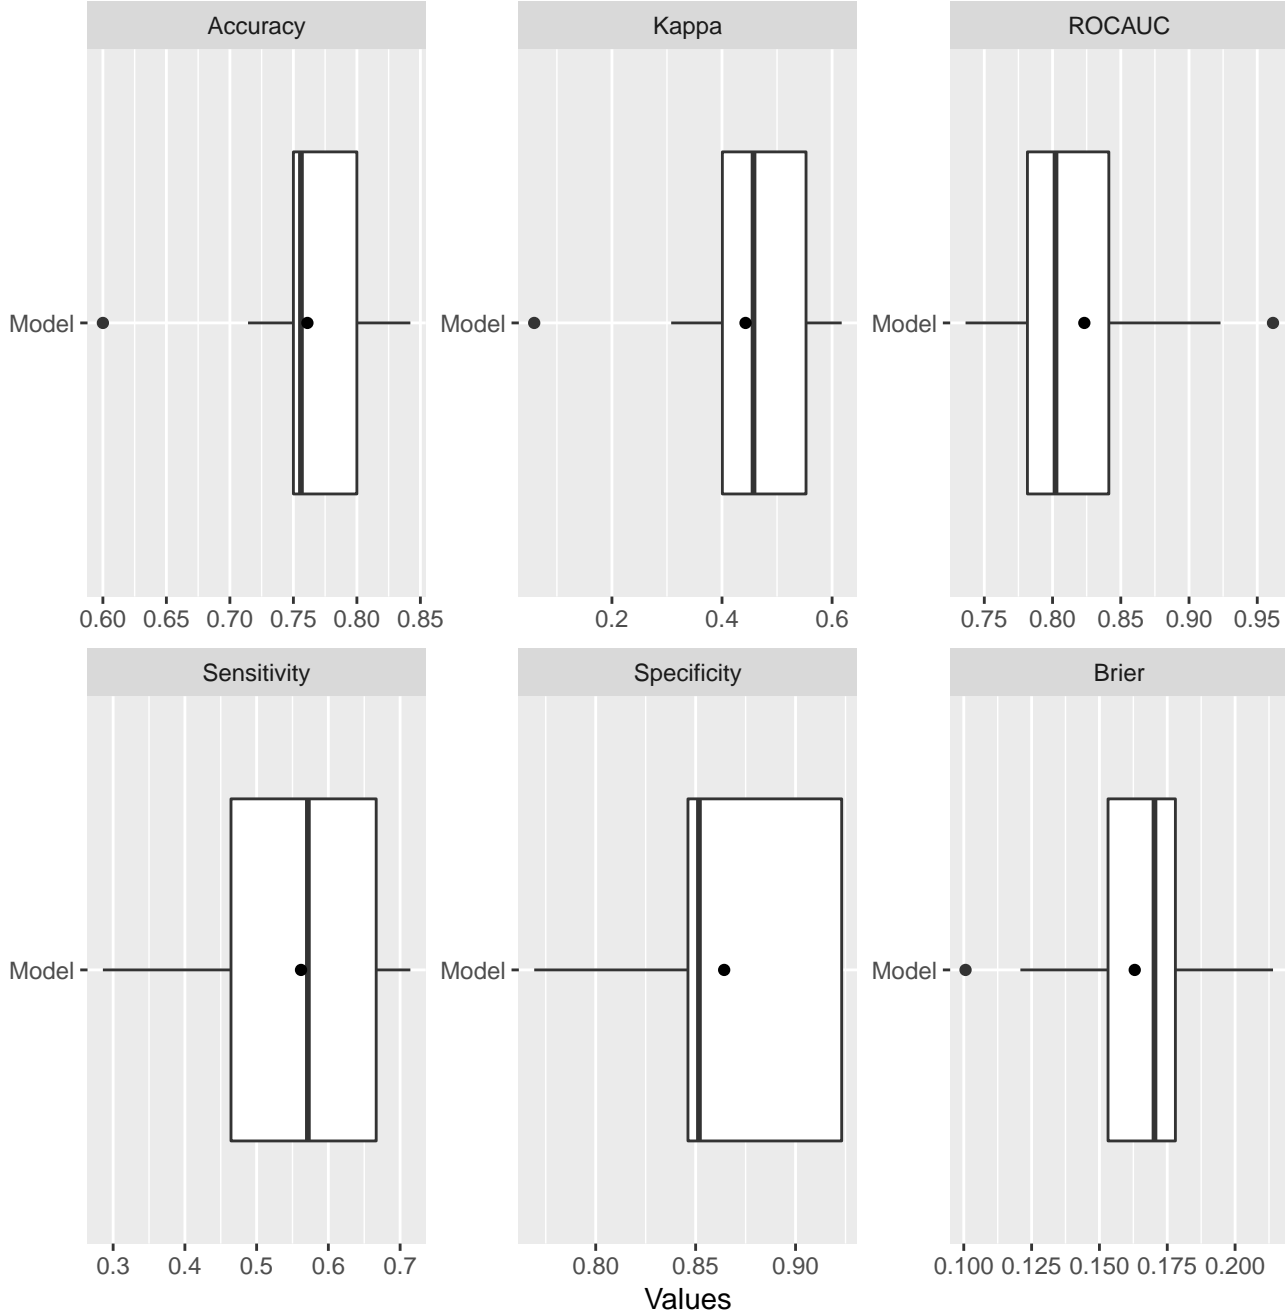 Accuracy Kappa ROCAUC
Model Model Model
0.60 0.65 0.70 0.75 0.80 0.85 0.2 0.4 0.6 0.75 0.80 0.85 0.90 0.95
Sensitivity Specificity Brier
Model Model Model
0.3 0.4 0.5 0.6 0.7 0.80 0.85 0.90 0.100 0.125 0.150 0.175 0.200
Values